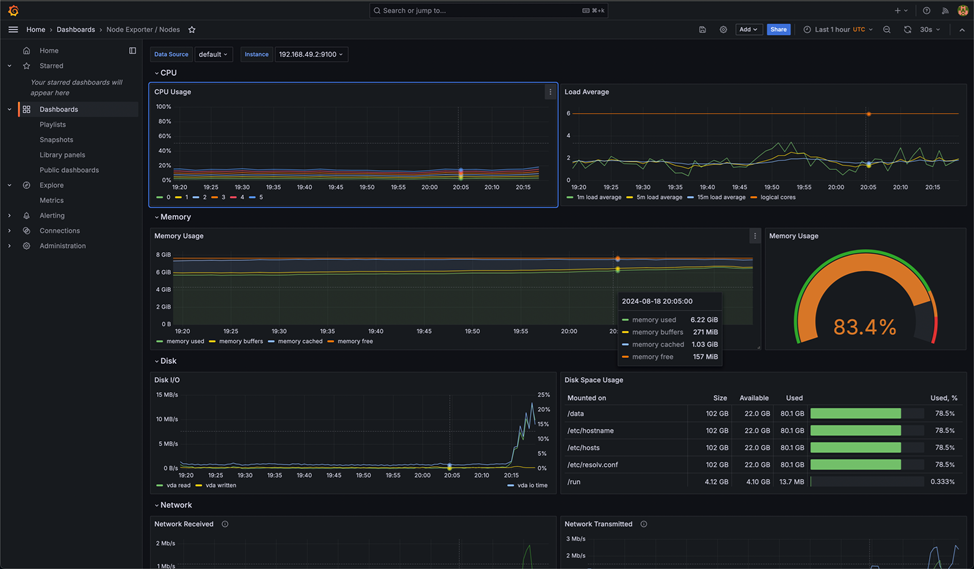 Search or jump to...
⌘+k
Home › Dashboards › Node Exporter / Nodes
Add
Share
Last 1 hour UTC
30s
Home
Starred
Your starred dashboards will
appear here
Dashboards
Playlists
Snapshots
Library panels
Public dashboards
Explore
Metrics
Alerting
Connections
Administration
Data Source default Instance 192.168.49.2:9100
CPU
CPU Usage
100%
80%
60%
40%
20%
0%
19:20 19:25 19:30 19:35 19:40 19:45 19:50 19:55 20:00 20:05 20:10 20:15
0 1 2 3 4 5
Load Average
6
4
2
0
19:20 19:25 19:30 19:35 19:40 19:45 19:50 19:55 20:00 20:05 20:10 20:15
1m load average 5m load average 15m load average logical cores
Memory
Memory Usage
8 GiB
6 GiB
4 GiB
2 GiB
0 B
19:20 19:25 19:30 19:35 19:40 19:45 19:50 19:55 20:00 20:
memory used memory buffers memory cached memory free
2024-08-18 20:05:00
memory used 6.22 GiB
memory buffers 271 MiB
memory cached 1.03 GiB
memory free 157 MiB
Memory Usage
83.4%
Disk
Disk I/O
15 MB/s
10 MB/s
5 MB/s
0 B/s
25%
20%
15%
10%
5%
0%
19:20 19:25 19:30 19:35 19:40 19:45 19:50 19:55 20:00 20:05 20:10 20:15
vda read vda written vda io time
Disk Space Usage
Mounted on Size Available Used Used, %
/data 102 GB 22.0 GB 80.1 GB 78.5%
/etc/hostname 102 GB 22.0 GB 80.1 GB 78.5%
/etc/hosts 102 GB 22.0 GB 80.1 GB 78.5%
/etc/resolv.conf 102 GB 22.0 GB 80.1 GB 78.5%
/run 4.12 GB 4.10 GB 13.7 MB 0.333%
Network
Network Received
2 Mb/s
1 Mb/s
Network Transmitted
3 Mb/s
2 Mb/s